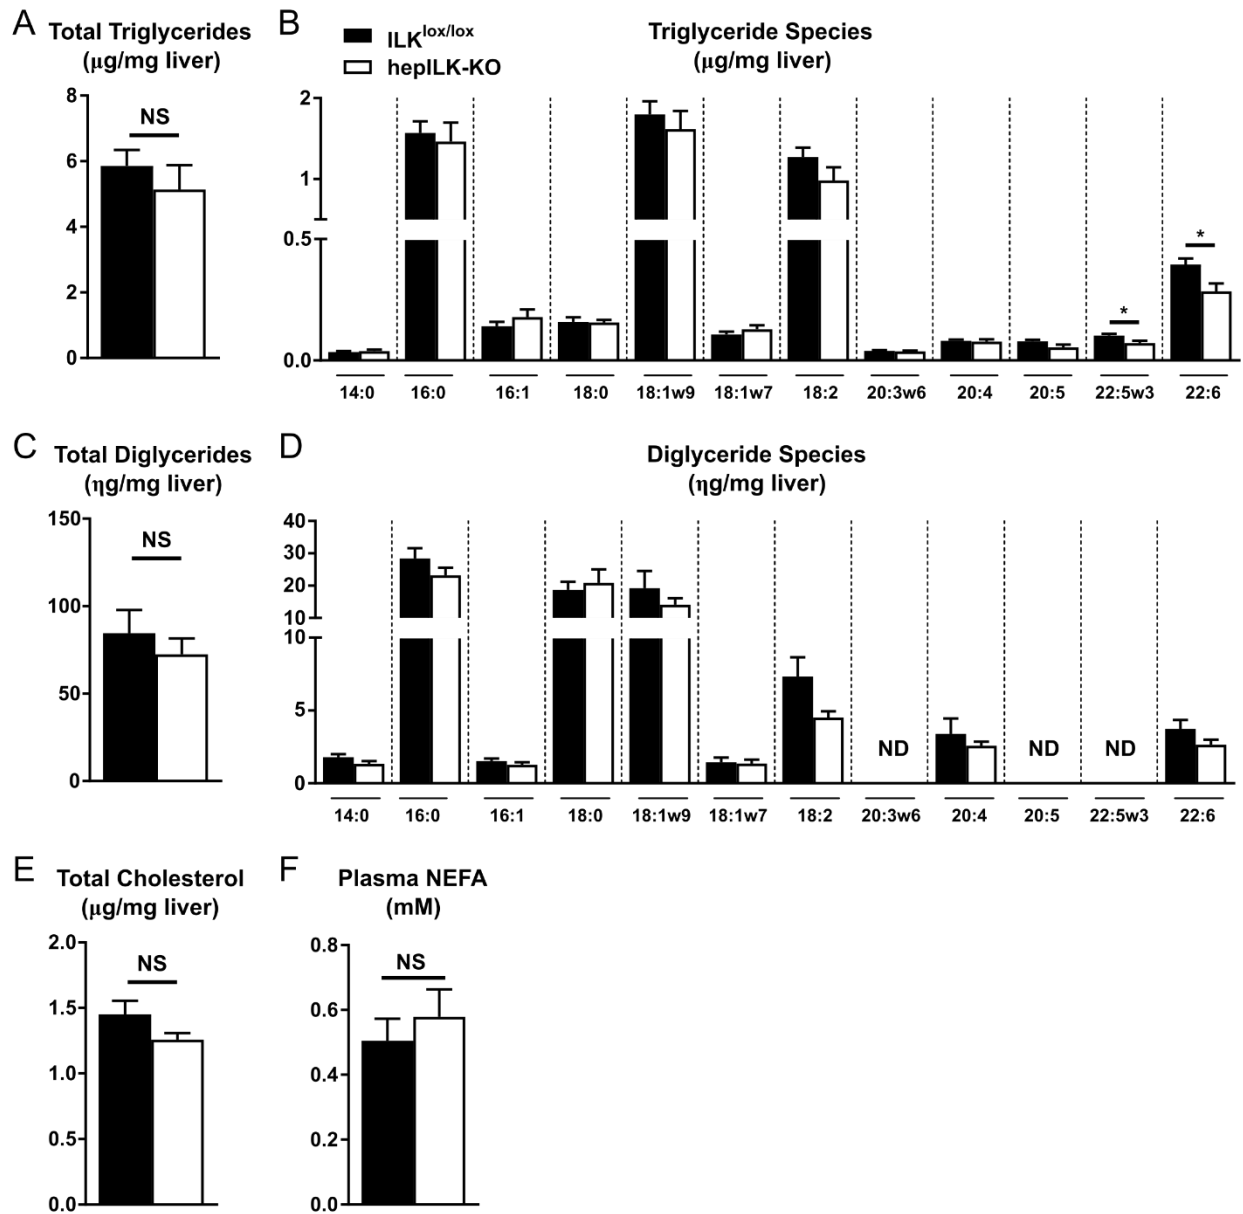 A
Total Triglycerides
(μg/mg liver)
8
6
4
2
0
NS
B
ILKlox/lox
hepILK-KO
Triglyceride Species
(μg/mg liver)
2
1
0.5
0.0
*
*
14:0 16:0 16:1 18:0 18:1w9 18:1w7 18:2 20:3w6 20:4 20:5 22:5w3 22:6
C
Total Diglycerides
(ηg/mg liver)
150
100
50
0
NS
D
Diglyceride Species
(ηg/mg liver)
40
30
20
10
10
5
0
ND ND ND
14:0 16:0 16:1 18:0 18:1w9 18:1w7 18:2 20:3w6 20:4 20:5 22:5w3 22:6
E
Total Cholesterol
(μg/mg liver)
2.0
1.5
1.0
0.5
0.0
NS
F
Plasma NEFA
(mM)
0.8
0.6
0.4
0.2
0.0
NS